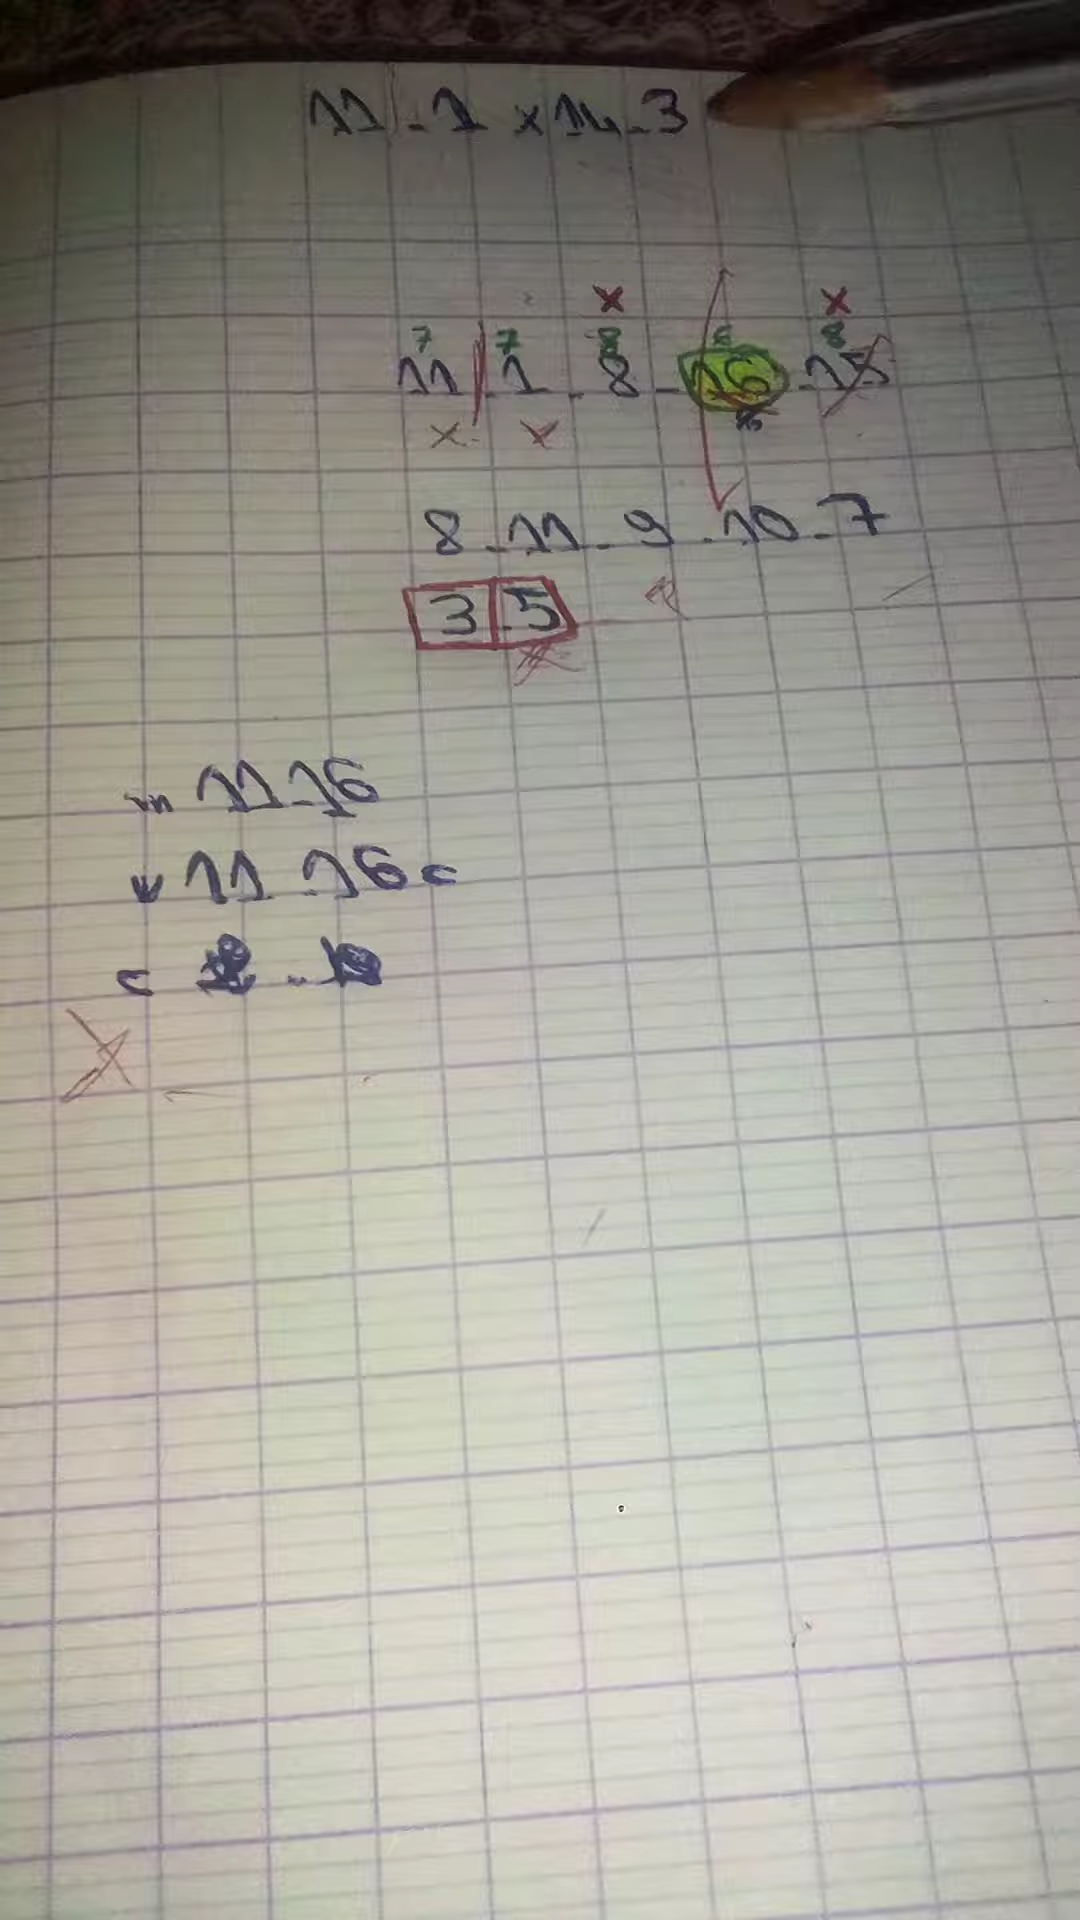 11 - 1 x 14 - 3
x x
7 7 8 8 8
11 - 1 - 8 - 16 - 15
x x
8 - 11 - 9 - 10 - 7
3 5
11 - 16
v 11 - 16 c
c